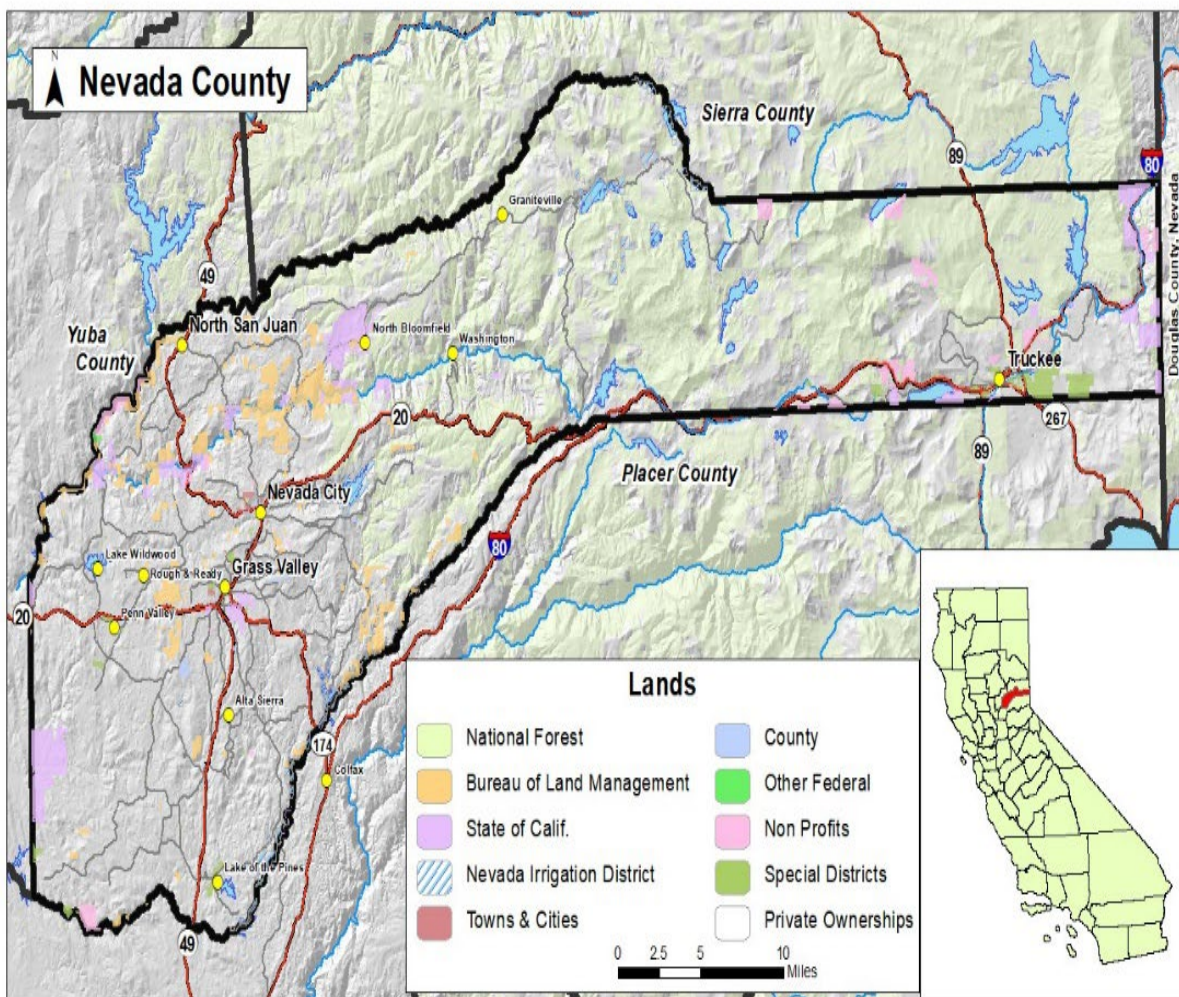 N
Nevada County
Sierra County
89
80
Douglas County, Nevada
Graniteville
49
Yuba
County
North San Juan
North Bloomfield
Washington
Truckee
20
267
89
Placer County
Nevada City
80
Lake Wildwood
Rough & Ready
Grass Valley
20
Penn Valley
Alta Sierra
174
Colfax
Lake of the Pines
49
Lands
National Forest
Bureau of Land Management
State of Calif.
Nevada Irrigation District
Towns & Cities
County
Other Federal
Non Profits
Special Districts
Private Ownerships
0 2.5 5 10
Miles